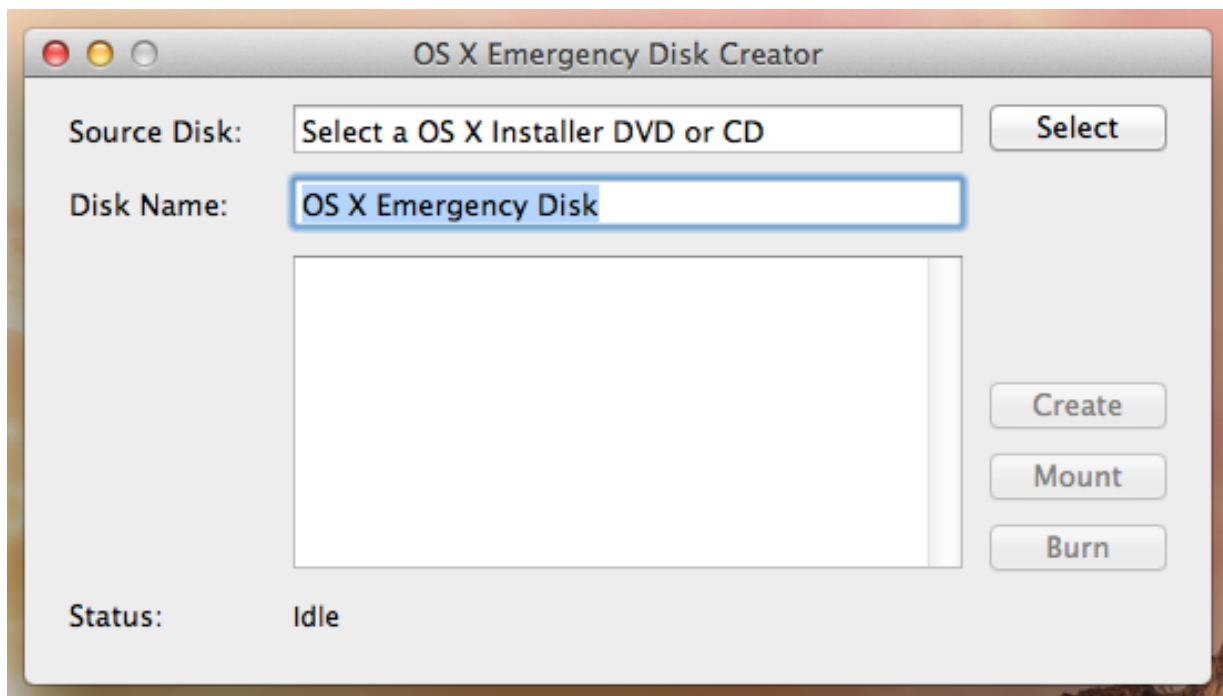 OS X Emergency Disk Creator
Source Disk: Select a OS X Installer DVD or CD Select
Disk Name: OS X Emergency Disk
Create
Mount
Burn
Status: Idle